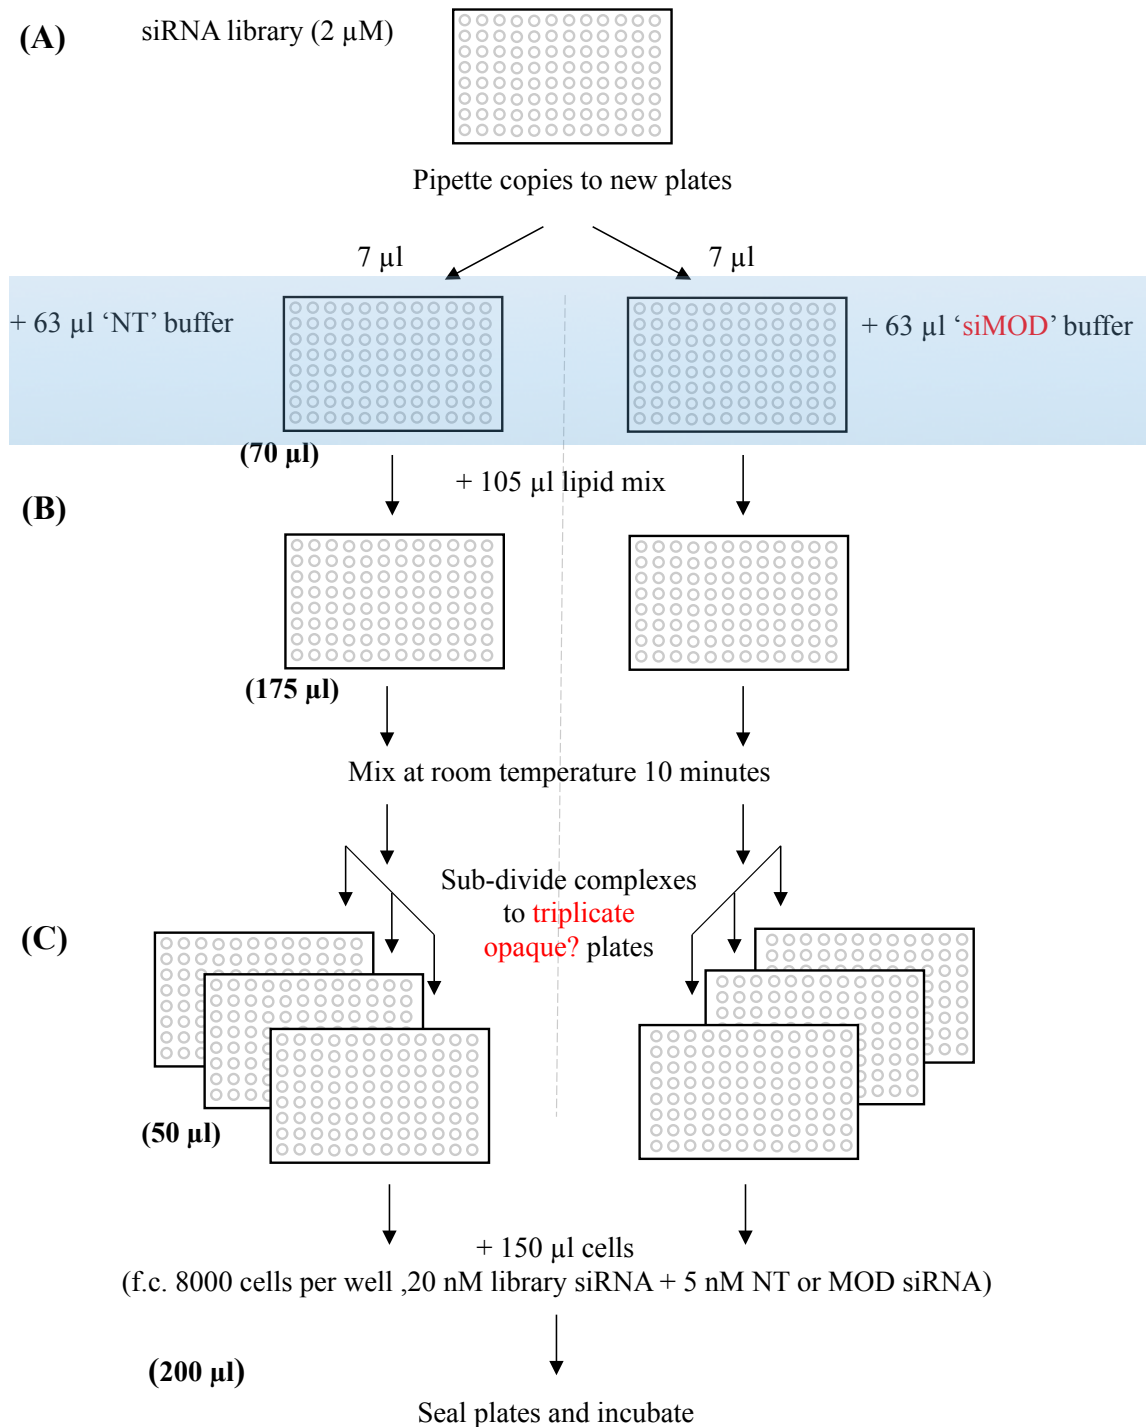 (A)
siRNA library (2 µM)
Pipette copies to new plates
7 µl
7 µl
+ 63 µl ‘NT’ buffer
+ 63 µl ‘siMOD’ buffer
(70 µl)
+ 105 µl lipid mix
(B)
(175 µl)
Mix at room temperature 10 minutes
Sub-divide complexes
to triplicate
opaque? plates
(C)
(50 µl)
+ 150 µl cells
(f.c. 8000 cells per well ,20 nM library siRNA + 5 nM NT or MOD siRNA)
(200 µl)
Seal plates and incubate